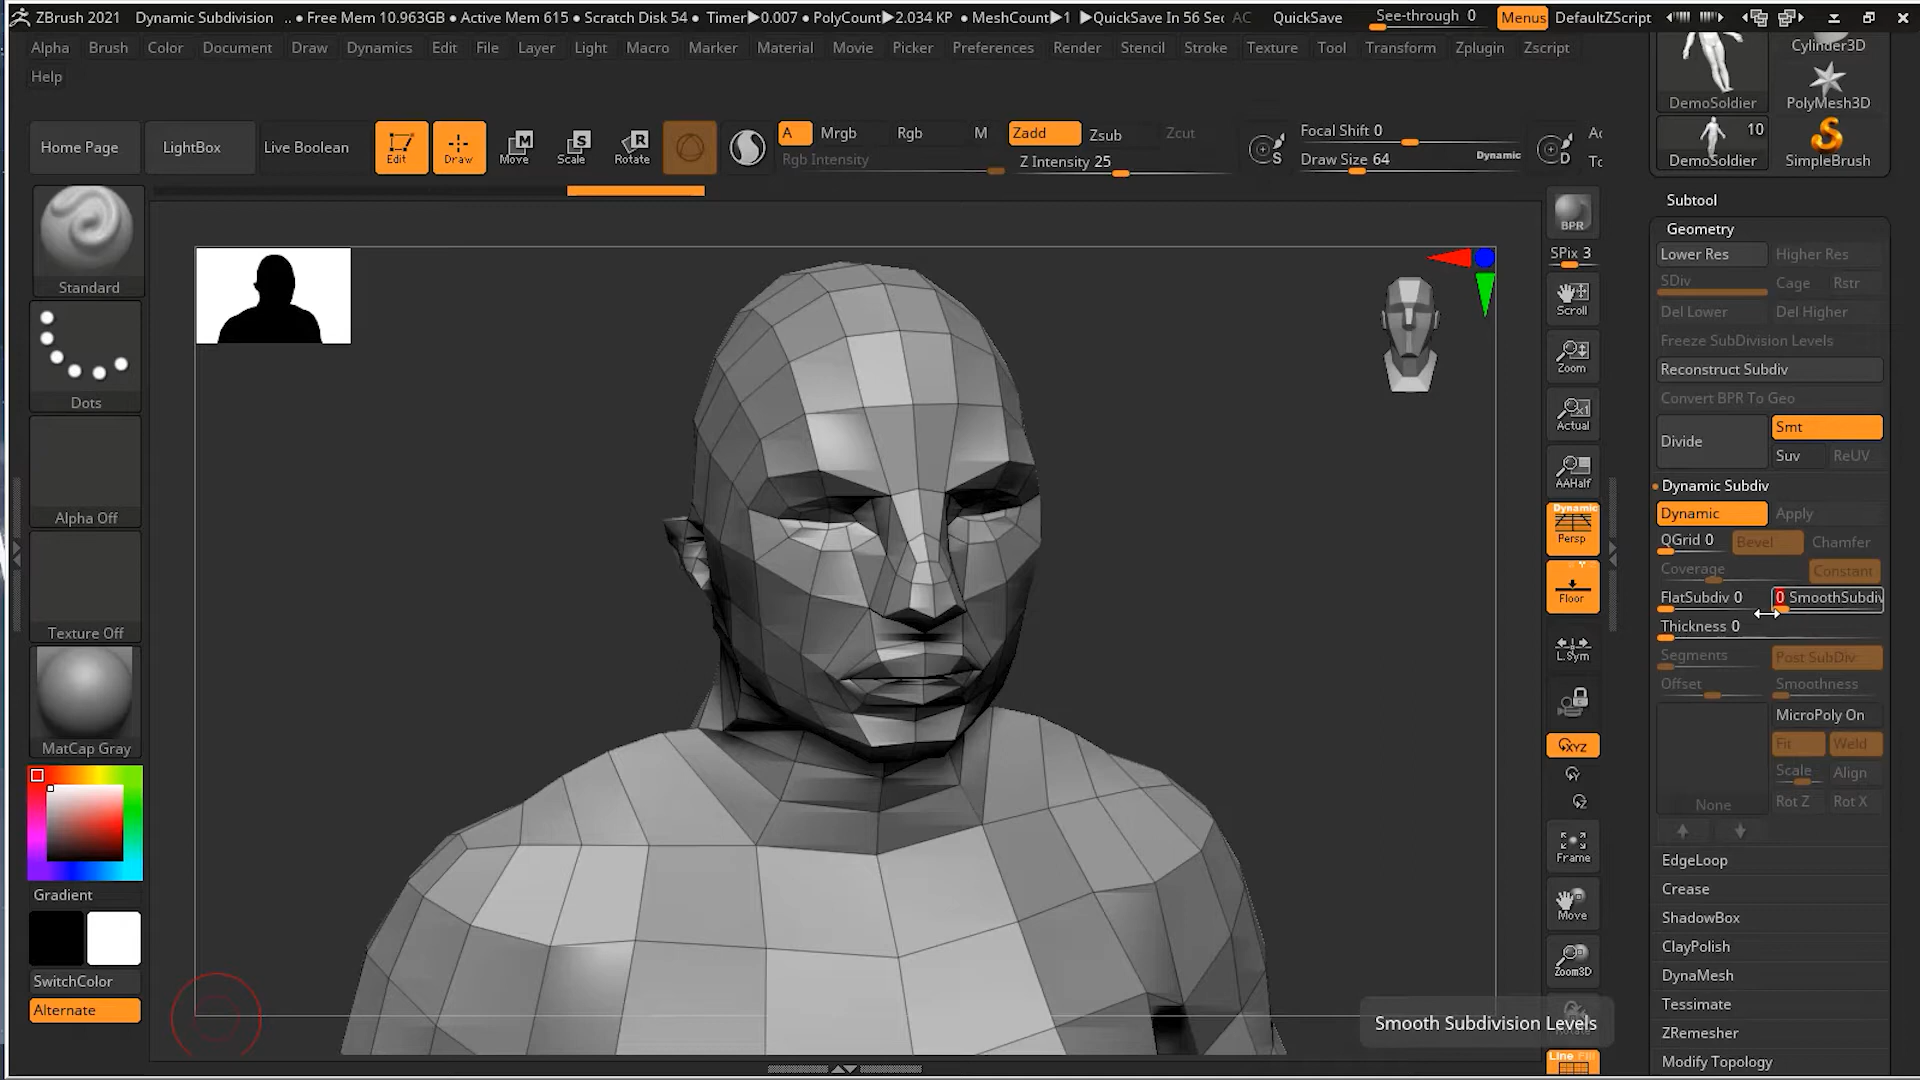 ZBrush 2021 Dynamic Subdivision .. • Free Mem 10.963GB • Active Mem 615 • Scratch Disk 54 • Timer▶0.007 • PolyCount▶2.034 KP • MeshCount▶1 ▶QuickSave In 56 Sec AC QuickSave See-through 0 Menus DefaultZScript
Alpha Brush Color Document Draw Dynamics Edit File Layer Light Macro Marker Material Movie Picker Preferences Render Stencil Stroke Texture Tool Transform Zplugin Zscript
Help
Home Page LightBox Live Boolean Edit Draw Move Scale Rotate
A Mrgb Rgb M Zadd Zsub Zcut Focal Shift 0
Rgb Intensity Z Intensity 25 Draw Size 64 Dynamic
S D Ac
To
Standard
Dots
Alpha Off
Texture Off
MatCap Gray
Gradient
SwitchColor
Alternate
BPR
SPix 3
Scroll
Zoom
Actual
AAHalf
Dynamic
Persp
Floor
L.Sym
XYZ
Y
Z
Frame
Move
Zoom3D
Rotate
Line Fill
Smooth Subdivision Levels
Cylinder3D
DemoSoldier PolyMesh3D
10
DemoSoldier SimpleBrush
Subtool
Geometry
Lower Res Higher Res
SDiv Cage Rstr
Del Lower Del Higher
Freeze SubDivision Levels
Reconstruct Subdiv
Convert BPR To Geo
Divide Smt
Suv ReUV
Dynamic Subdiv
Dynamic Apply
QGrid 0 Bevel Chamfer
Coverage Constant
FlatSubdiv 0 0 SmoothSubdiv
Thickness 0
Segments Post SubDiv
Offset Smoothness
MicroPoly On
Fit Weld
Scale Align
None Rot Z Rot X
EdgeLoop
Crease
ShadowBox
ClayPolish
DynaMesh
Tessimate
ZRemesher
Modify Topology